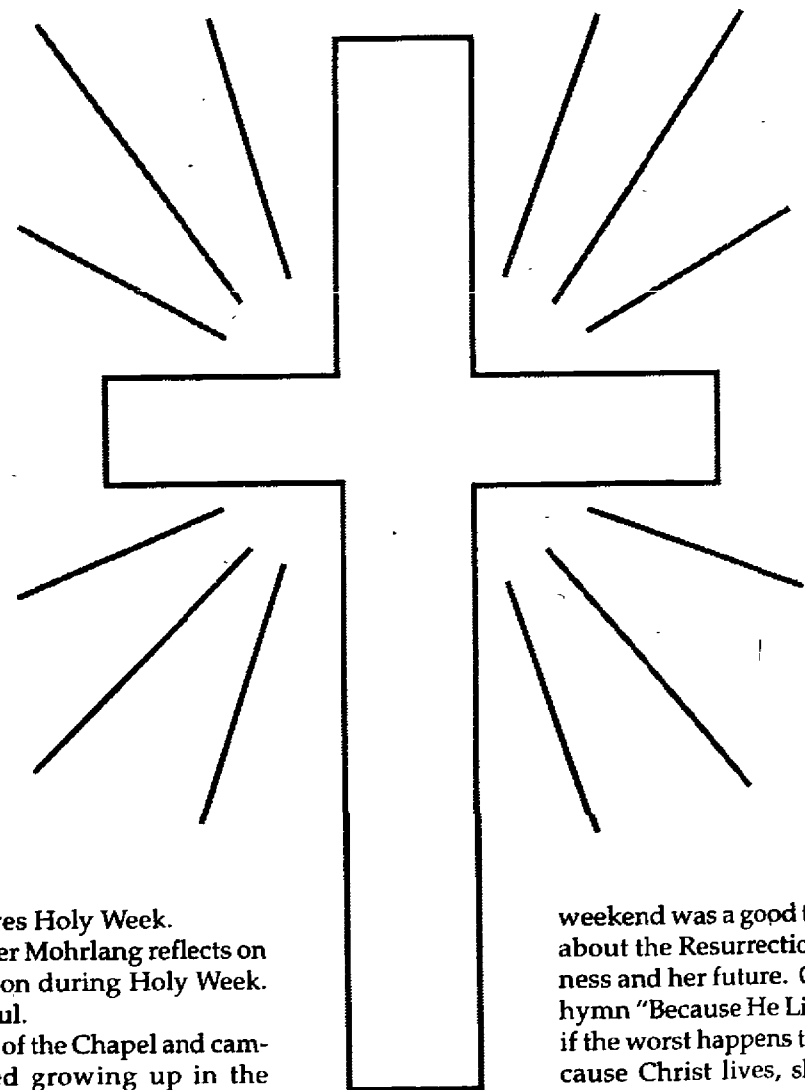 es Holy Week.
er Mohrlang reflects on
on during Holy Week.
ul.
of the Chapel and cam-
ed growing up in the
weekend was a good t
about the Resurrectio
ness and her future.
hymn "Because He Li
if the worst happens t
cause Christ lives, s